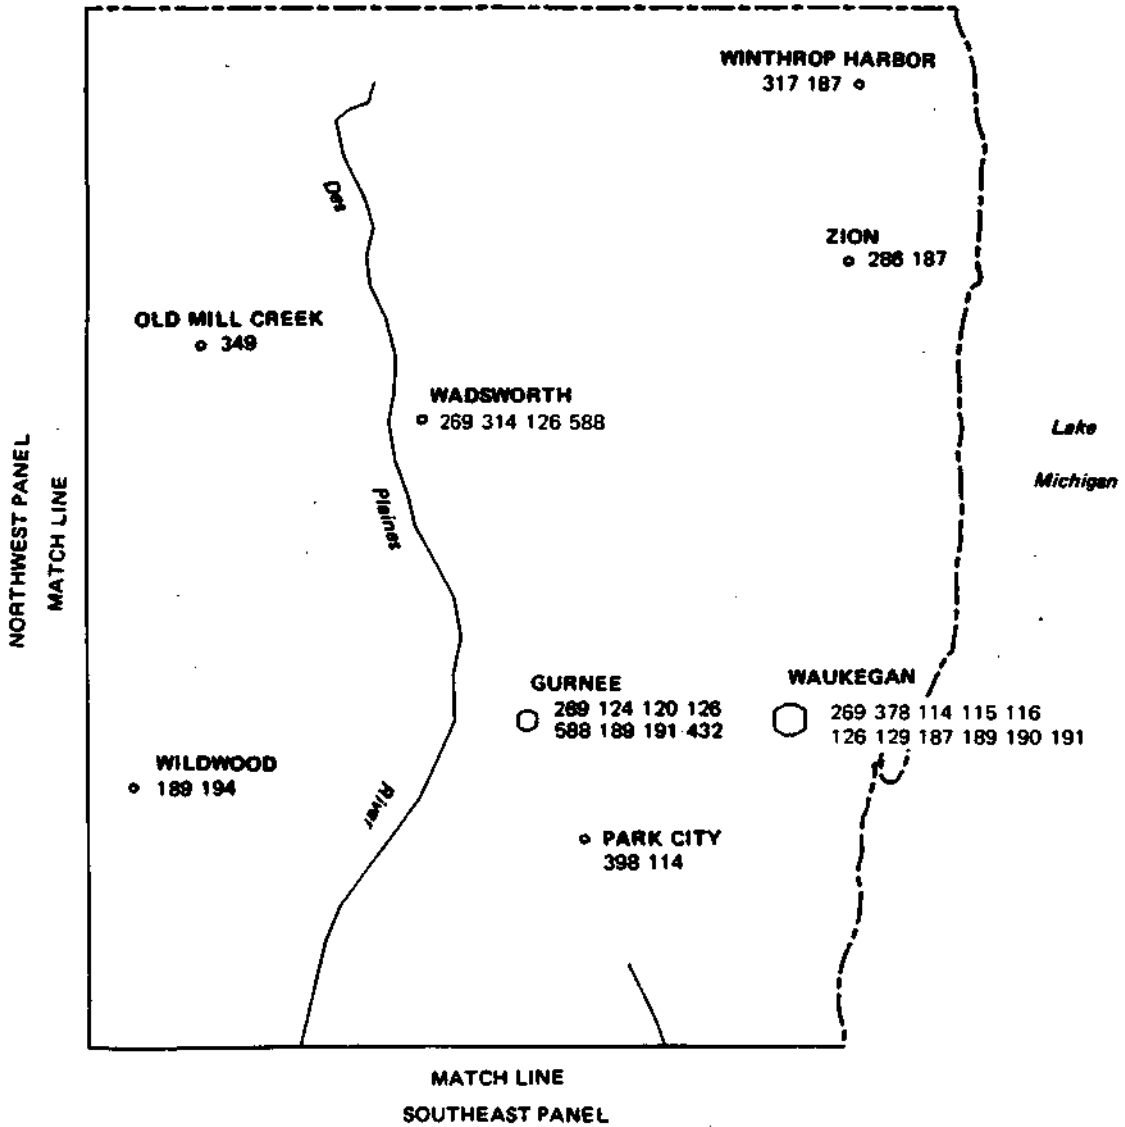 WINTHROP HARBOR
317 187
Des
ZION
286 187
OLD MILL CREEK
349
WADSWORTH
269 314 126 588
Lake
Michigan
NORTHWEST PANEL
MATCH LINE
Plaines
GURNEE
269 124 120 126
588 189 191 432
WAUKEGAN
269 378 114 115 116
126 129 187 189 190 191
WILDWOOD
189 194
River
PARK CITY
398 114
MATCH LINE
SOUTHEAST PANEL